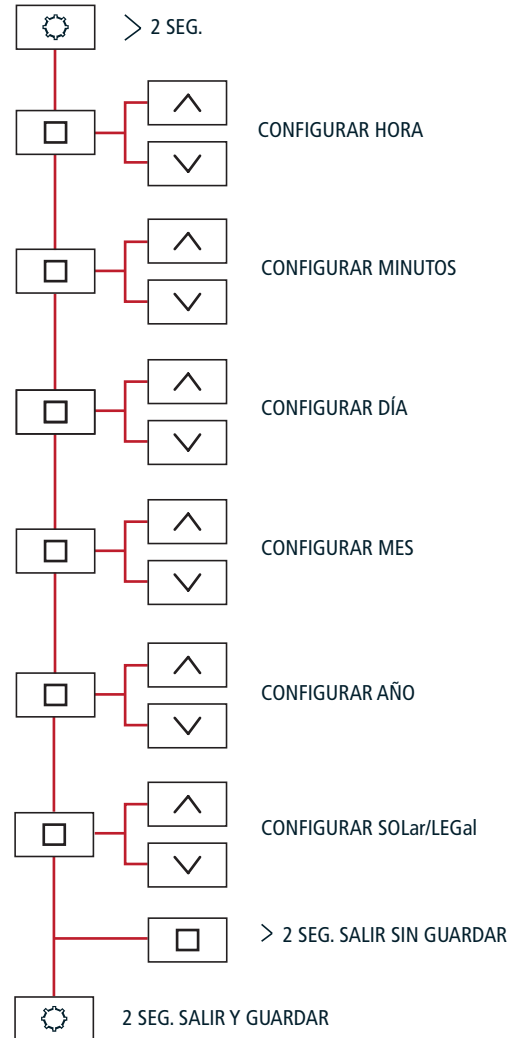 > 2 SEG.
CONFIGURAR HORA
CONFIGURAR MINUTOS
CONFIGURAR DÍA
CONFIGURAR MES
CONFIGURAR AÑO
CONFIGURAR SOLar/LEGal
> 2 SEG. SALIR SIN GUARDAR
2 SEG. SALIR Y GUARDAR